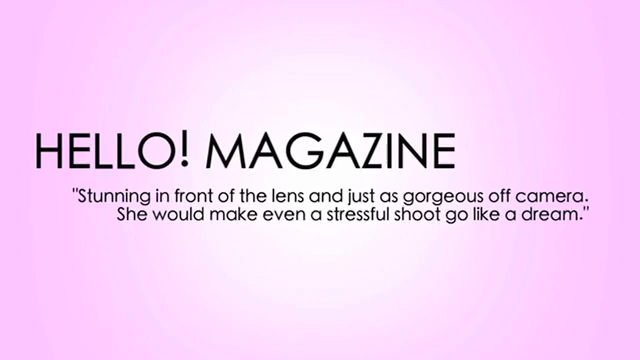 HELLO! MAGAZINE
"Stunning in front of the lens and just as gorgeous off camera.
She would make even a stressful shoot go like a dream."